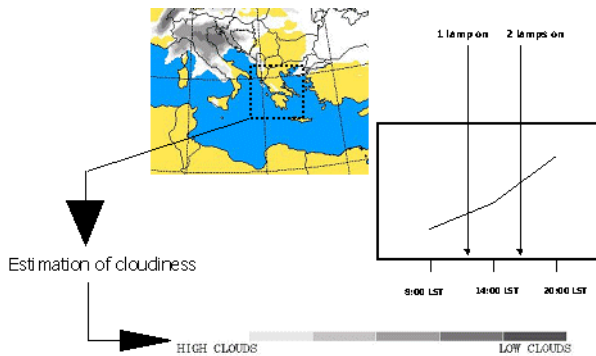 1 lamp on 2 lamps on
8:00 LST 14:00 LST 20:00 LST
Estimation of cloudiness
HIGH CLOUDS LOW CLOUDS